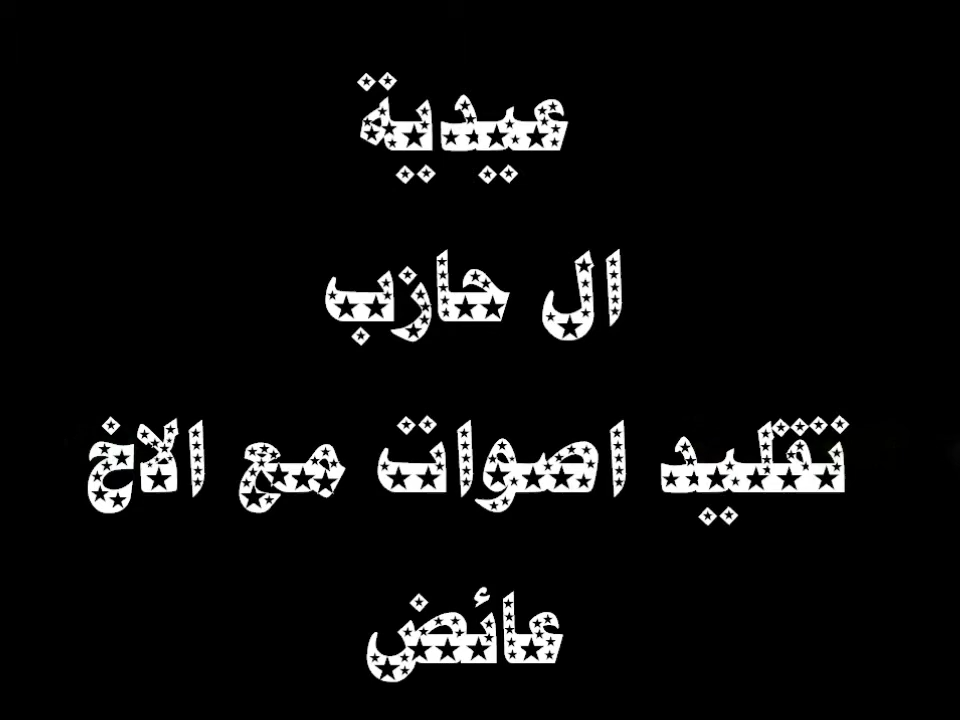 عيدية
ال حازب
تقليد اصوات مع الاخ
عائض